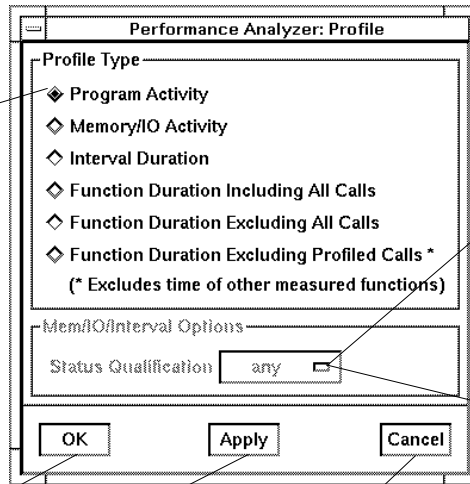 Performance Analyzer: Profile
Profile Type
Program Activity
Memory/IO Activity
Interval Duration
Function Duration Including All Calls
Function Duration Excluding All Calls
Function Duration Excluding Profiled Calls *
(* Excludes time of other measured functions)
Mem/IO/Interval Options
Status Qualification any
OK Apply Cancel